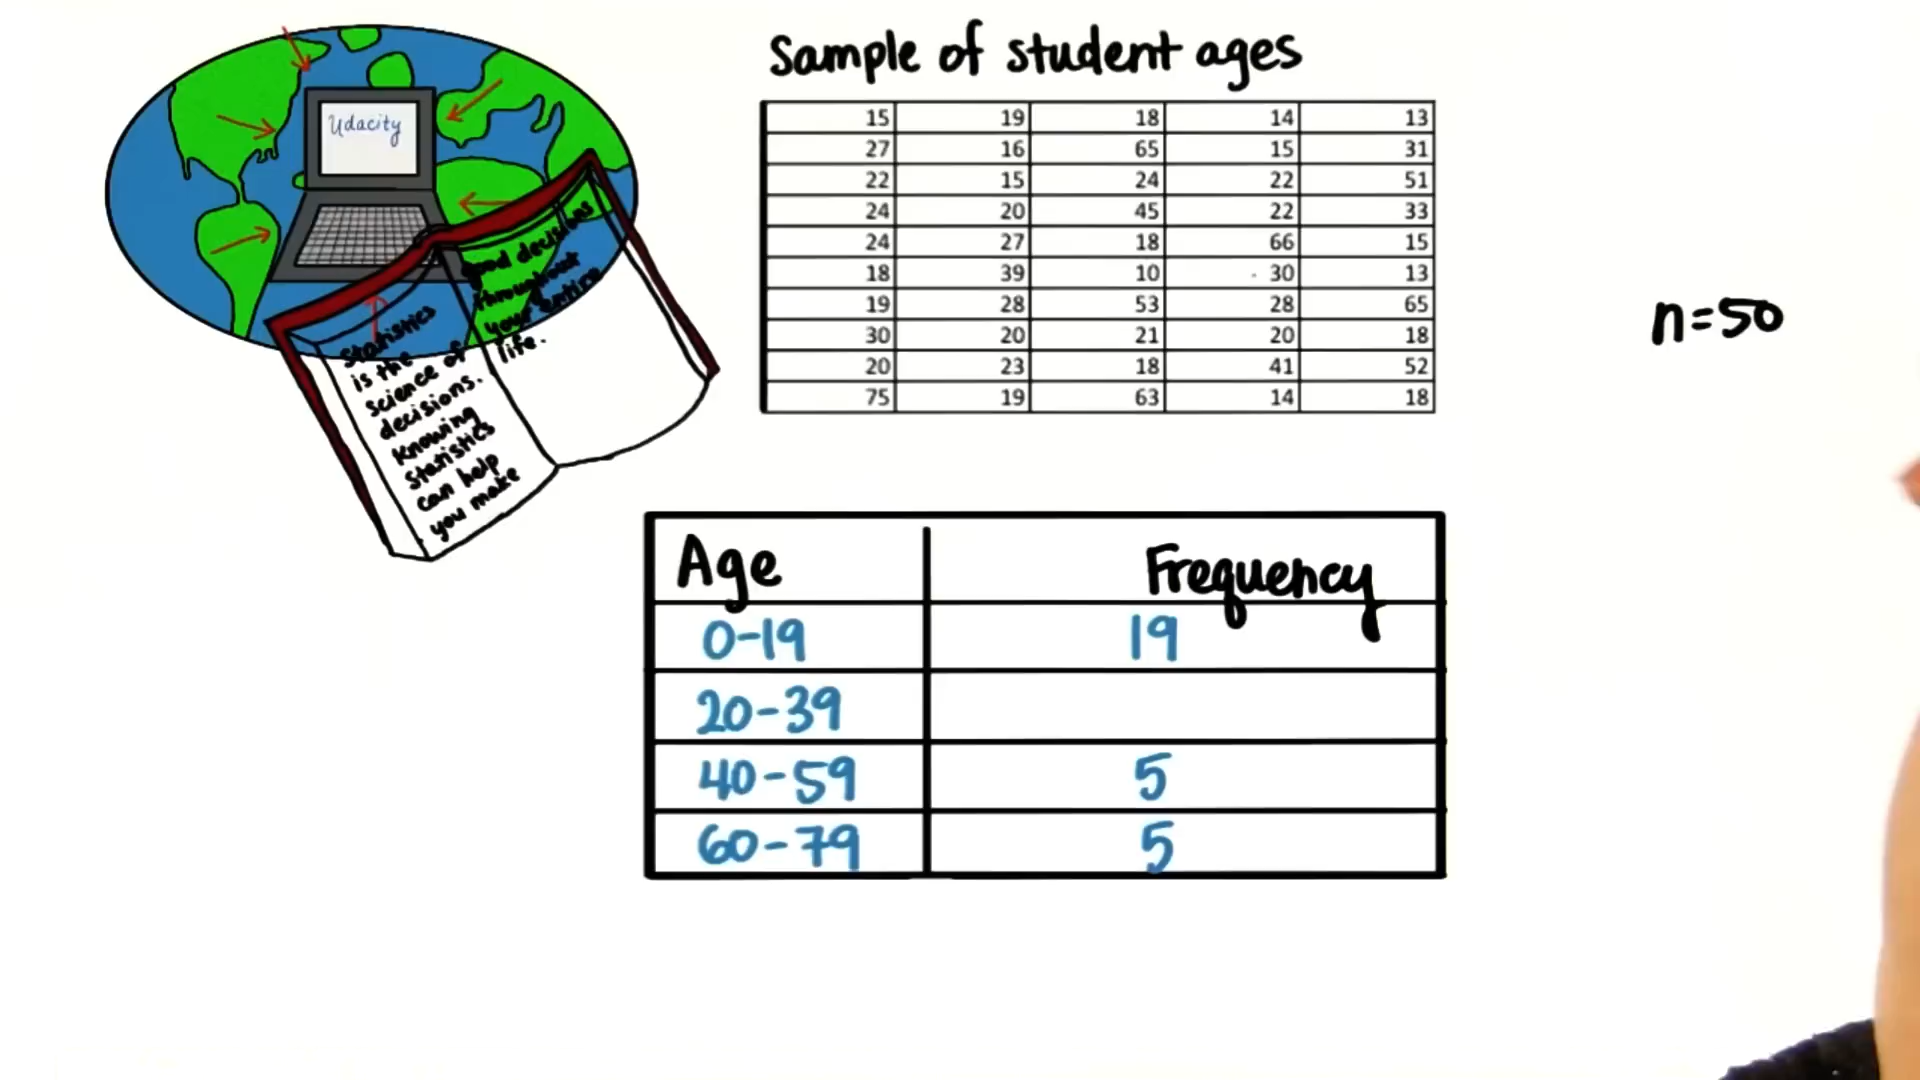 Udacity
Statistics
is the
science of
decisions.
Knowing
statistics
can help
you make
good decisions
throughout
your entire
life.
Sample of student ages
15 19 18 14 13
27 16 65 15 31
22 15 24 22 51
24 20 45 22 33
24 27 18 66 15
18 39 10 30 13
19 28 53 28 65
30 20 21 20 18
20 23 18 41 52
75 19 63 14 18
n=50
Age Frequency
0-19 19
20-39
40-59 5
60-79 5